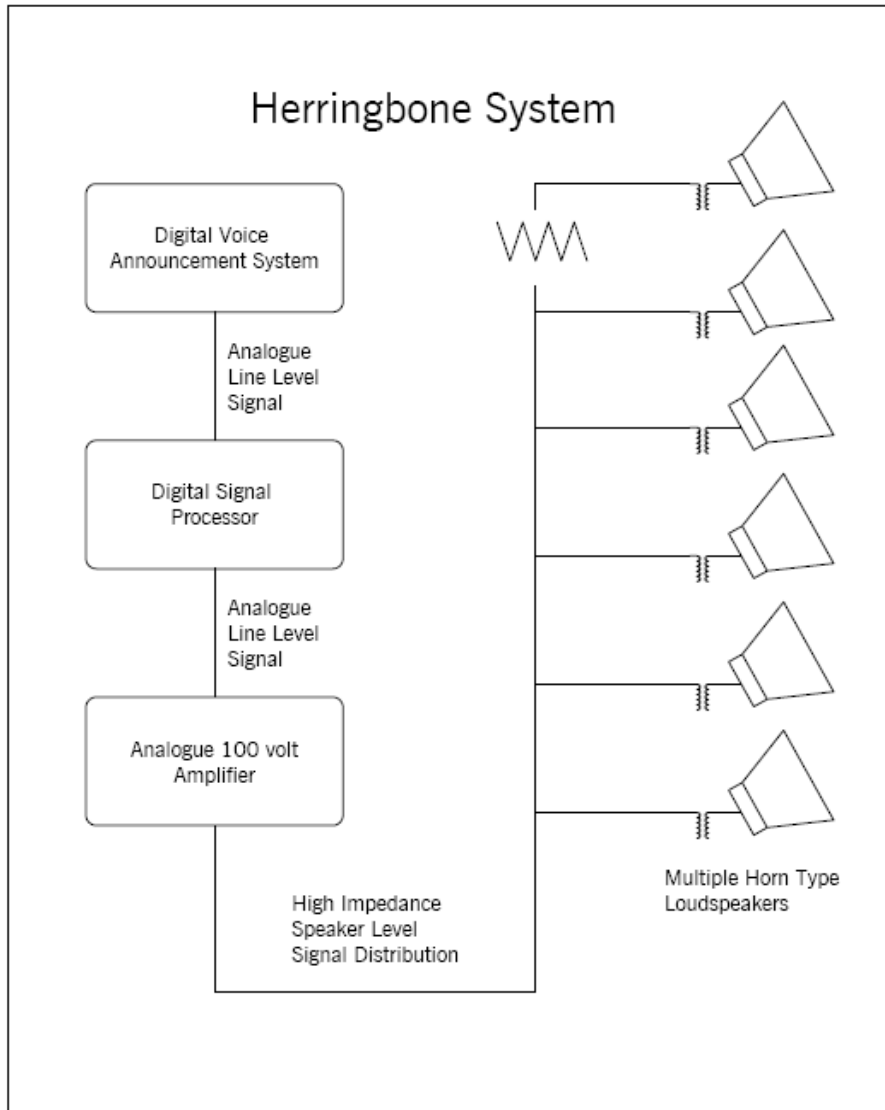 Herringbone System
Digital Voice
Announcement System
Analogue
Line Level
Signal
Digital Signal
Processor
Analogue
Line Level
Signal
Analogue 100 volt
Amplifier
High Impedance
Speaker Level
Signal Distribution
Multiple Horn Type
Loudspeakers